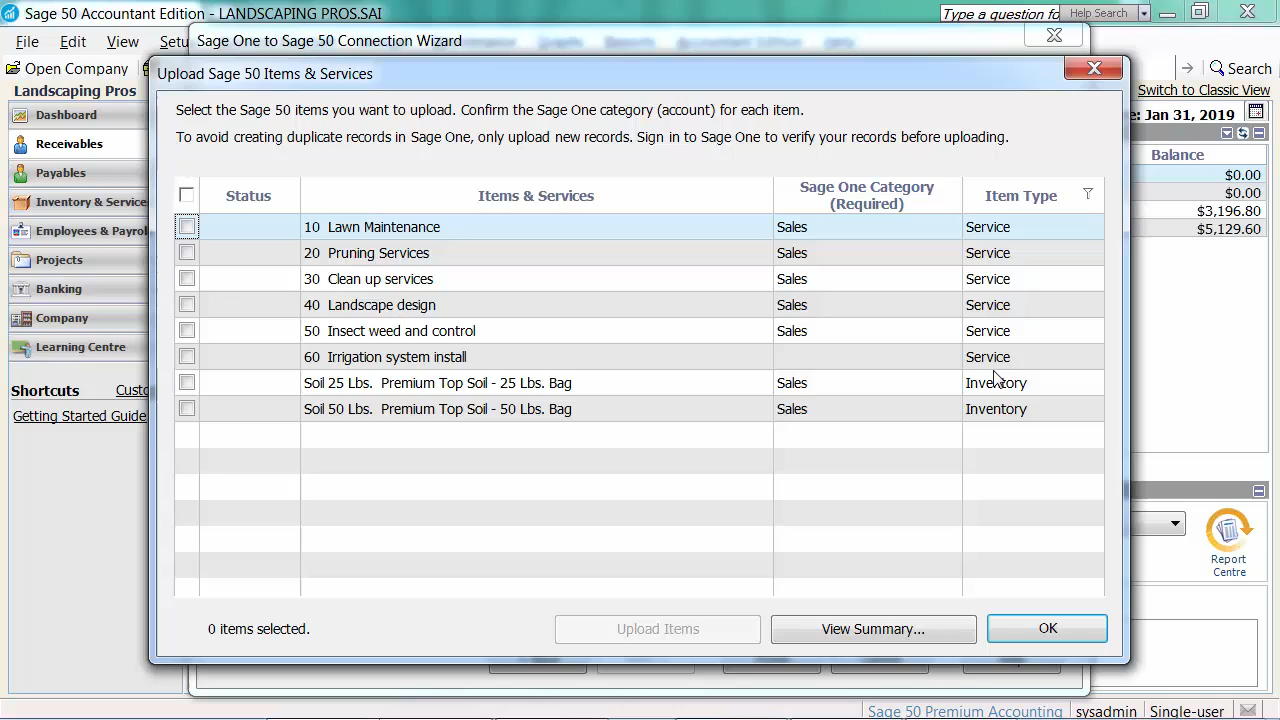 Sage 50 Accountant Edition - LANDSCAPING PROS.SAI
Type a question fo
Help Search
File Edit View Setu
Sage One to Sage 50 Connection Wizard
Open Company
Search
Upload Sage 50 Items & Services
Landscaping Pros
Switch to Classic View
Dashboard
Receivables
Payables
Inventory & Service
Employees & Payrol
Projects
Banking
Company
Learning Centre
Shortcuts Custo
Getting Started Guide
e: Jan 31, 2019
Balance
$0.00
$0.00
$3,196.80
$5,129.60
Report
Centre
Select the Sage 50 items you want to upload. Confirm the Sage One category (account) for each item.
To avoid creating duplicate records in Sage One, only upload new records. Sign in to Sage One to verify your records before uploading.
Status Items & Services Sage One Category (Required) Item Type
10 Lawn Maintenance Sales Service
20 Pruning Services Sales Service
30 Clean up services Sales Service
40 Landscape design Sales Service
50 Insect weed and control Sales Service
60 Irrigation system install Service
Soil 25 Lbs. Premium Top Soil - 25 Lbs. Bag Sales Inventory
Soil 50 Lbs. Premium Top Soil - 50 Lbs. Bag Sales Inventory
0 items selected.
Upload Items
View Summary...
OK
Sage 50 Premium Accounting sysadmin Single-user